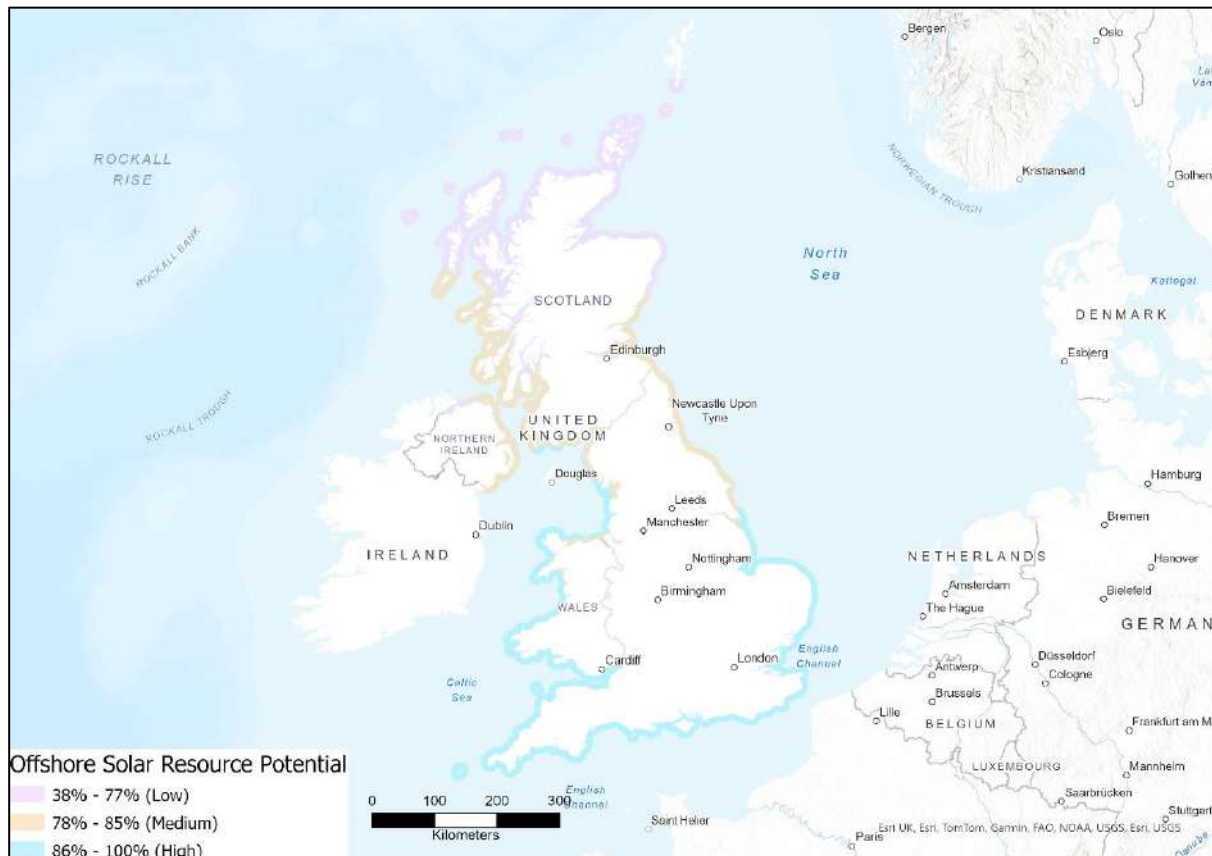 Bergen
Oslo
ROCKALL
RISE
NORWEGIAN TROUGH
Kristiansand
ROCKALL BANK
North
Sea
Kattegat
SCOTLAND
DENMARK
Edinburgh
Esbjerg
ROCKALL TROUGH
Newcastle Upon
Tyne
UNITED
KINGDOM
NORTHERN
IRELAND
Douglas
Hamburg
Leeds
Manchester
Dublin
Bremen
IRELAND
Nottingham
NETHERLANDS
Hanover
Birmingham
Amsterdam
Bielefeld
WALES
The Hague
GERMAN
English
Channel
Cardiff
London
Düsseldorf
Antwerp
Cologne
Celtic
Sea
Brussels
Lille
BELGIUM
Frankfurt am M
LUXEMBOURG
Mannheim
Offshore Solar Resource Potential
38% - 77% (Low)
78% - 85% (Medium)
86% - 100% (High)
0 100 200 300
Kilometers
English
Channel
Saarbrücken
Saint Helier
Stuttgart
Paris
Esri UK, Esri, TomTom, Garmin, FAO, NOAA, USGS, Esri, USGS
Danube